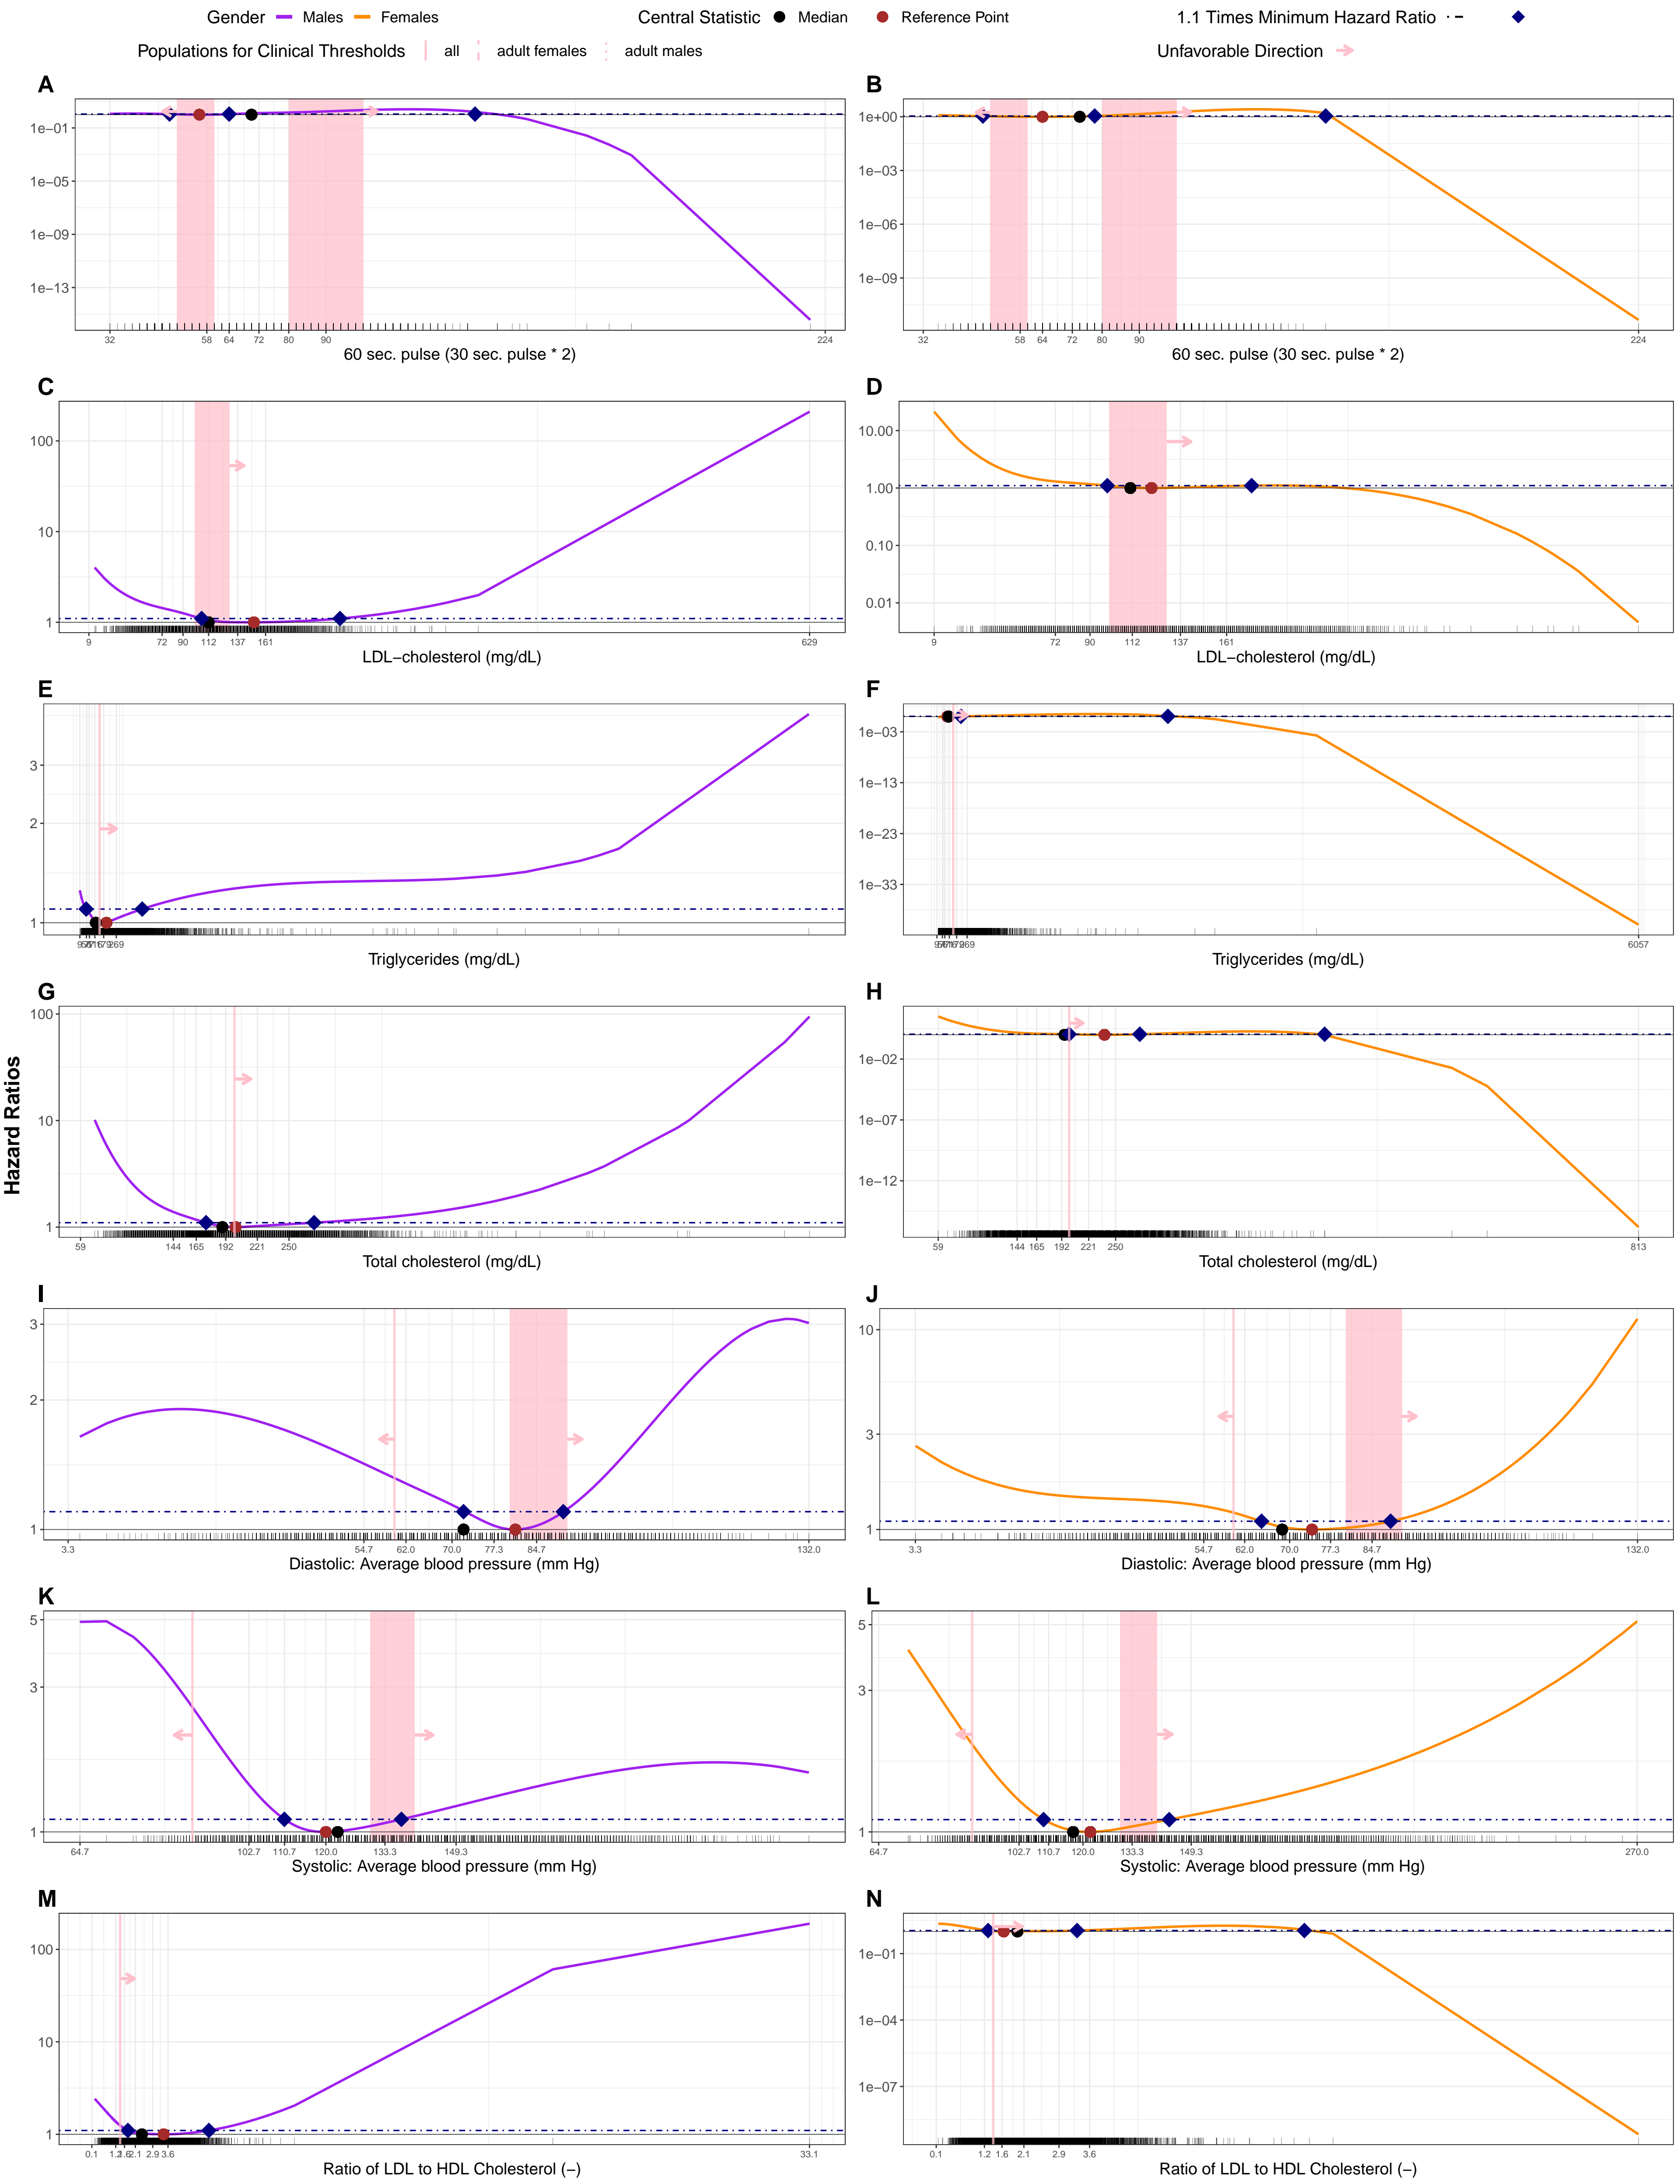 Gender Males Females Central Statistic Median Reference Point 1.1 Times Minimum Hazard Ratio
Populations for Clinical Thresholds all adult females adult males Unfavorable Direction
Hazard Ratios
A
1e−01
1e−05
1e−09
1e−13
32 58 64 72 80 90 224
60 sec. pulse (30 sec. pulse * 2)
B
1e+00
1e−03
1e−06
1e−09
32 58 64 72 80 90 224
60 sec. pulse (30 sec. pulse * 2)
C
100
10
1
9 72 90 112 137 161 629
LDL−cholesterol (mg/dL)
D
10.00
1.00
0.10
0.01
9 72 90 112 137 161
LDL−cholesterol (mg/dL)
E
3
2
1
269
Triglycerides (mg/dL)
F
1e−03
1e−13
1e−23
1e−33
269 6057
Triglycerides (mg/dL)
G
100
10
1
59 144 165 192 221 250
Total cholesterol (mg/dL)
H
1e−02
1e−07
1e−12
59 144 165 192 221 250 813
Total cholesterol (mg/dL)
I
3
2
1
3.3 54.7 62.0 70.0 77.3 84.7 132.0
Diastolic: Average blood pressure (mm Hg)
J
10
3
1
3.3 54.7 62.0 70.0 77.3 84.7 132.0
Diastolic: Average blood pressure (mm Hg)
K
5
3
1
64.7 102.7 110.7 120.0 133.3 149.3
Systolic: Average blood pressure (mm Hg)
L
5
3
1
64.7 102.7 110.7 120.0 133.3 149.3 270.0
Systolic: Average blood pressure (mm Hg)
M
100
10
1
0.1 2.9 3.6 33.1
Ratio of LDL to HDL Cholesterol (−)
N
1e−01
1e−04
1e−07
0.1 1.2 1.6 2.1 2.9 3.6
Ratio of LDL to HDL Cholesterol (−)